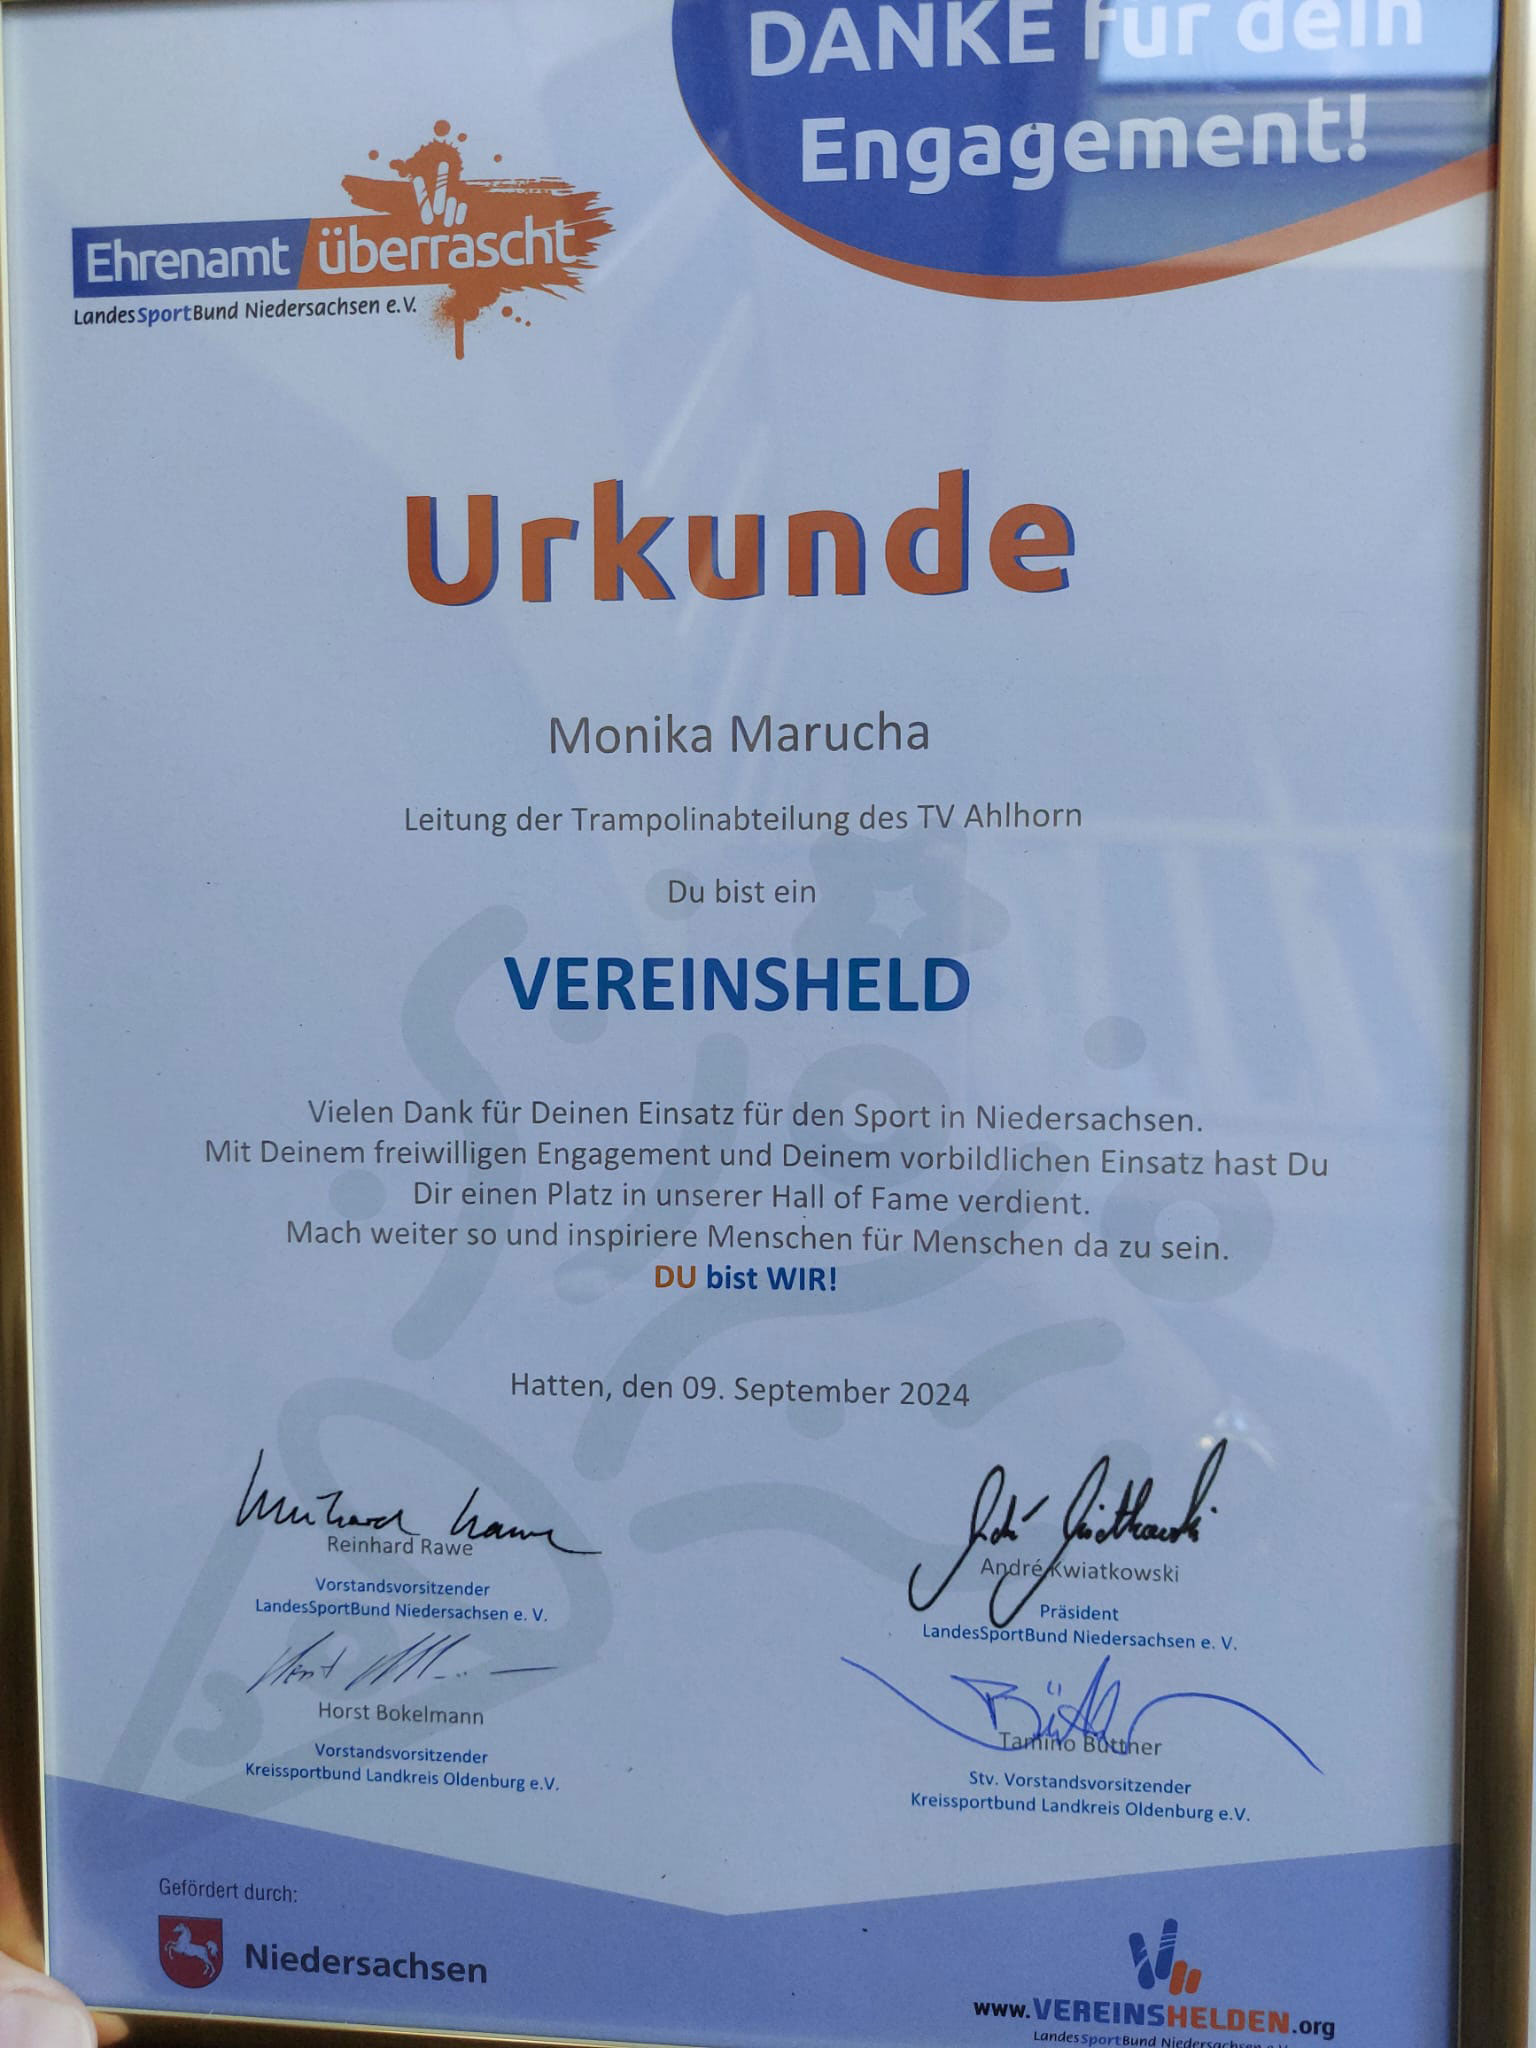 DANKE für dein
Engagement!
Ehrenamt überrascht
LandesSportBund Niedersachsen e.V.
Urkunde
Monika Marucha
Leitung der Trampolinabteilung des TV Ahlhorn
Du bist ein
VEREINSHELD
Vielen Dank für Deinen Einsatz für den Sport in Niedersachsen.
Mit Deinem freiwilligen Engagement und Deinem vorbildlichen Einsatz hast Du
Dir einen Platz in unserer Hall of Fame verdient.
Mach weiter so und inspiriere Menschen für Menschen da zu sein.
DU bist WIR!
Hatten, den 09. September 2024
Reinhard Rawe
Vorstandsvorsitzender
LandesSportBund Niedersachsen e. V.
André Kwiatkowski
Präsident
LandesSportBund Niedersachsen e. V.
Horst Bokelmann
Vorstandsvorsitzender
Kreissportbund Landkreis Oldenburg e.V.
Tamino Büttner
Stv. Vorstandsvorsitzender
Kreissportbund Landkreis Oldenburg e.V.
Gefördert durch:
Niedersachsen
www.VEREINSHELDEN.org
LandesSportBund Niedersachsen e.V.